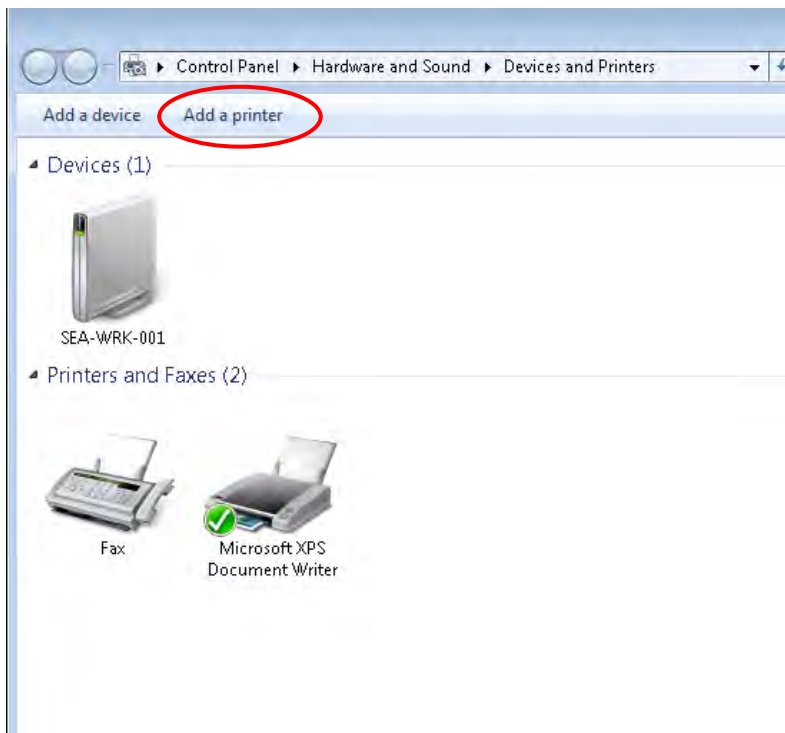 Control Panel ▸ Hardware and Sound ▸ Devices and Printers
Add a device Add a printer
Devices (1)
SEA-WRK-001
Printers and Faxes (2)
Fax
Microsoft XPS
Document Writer